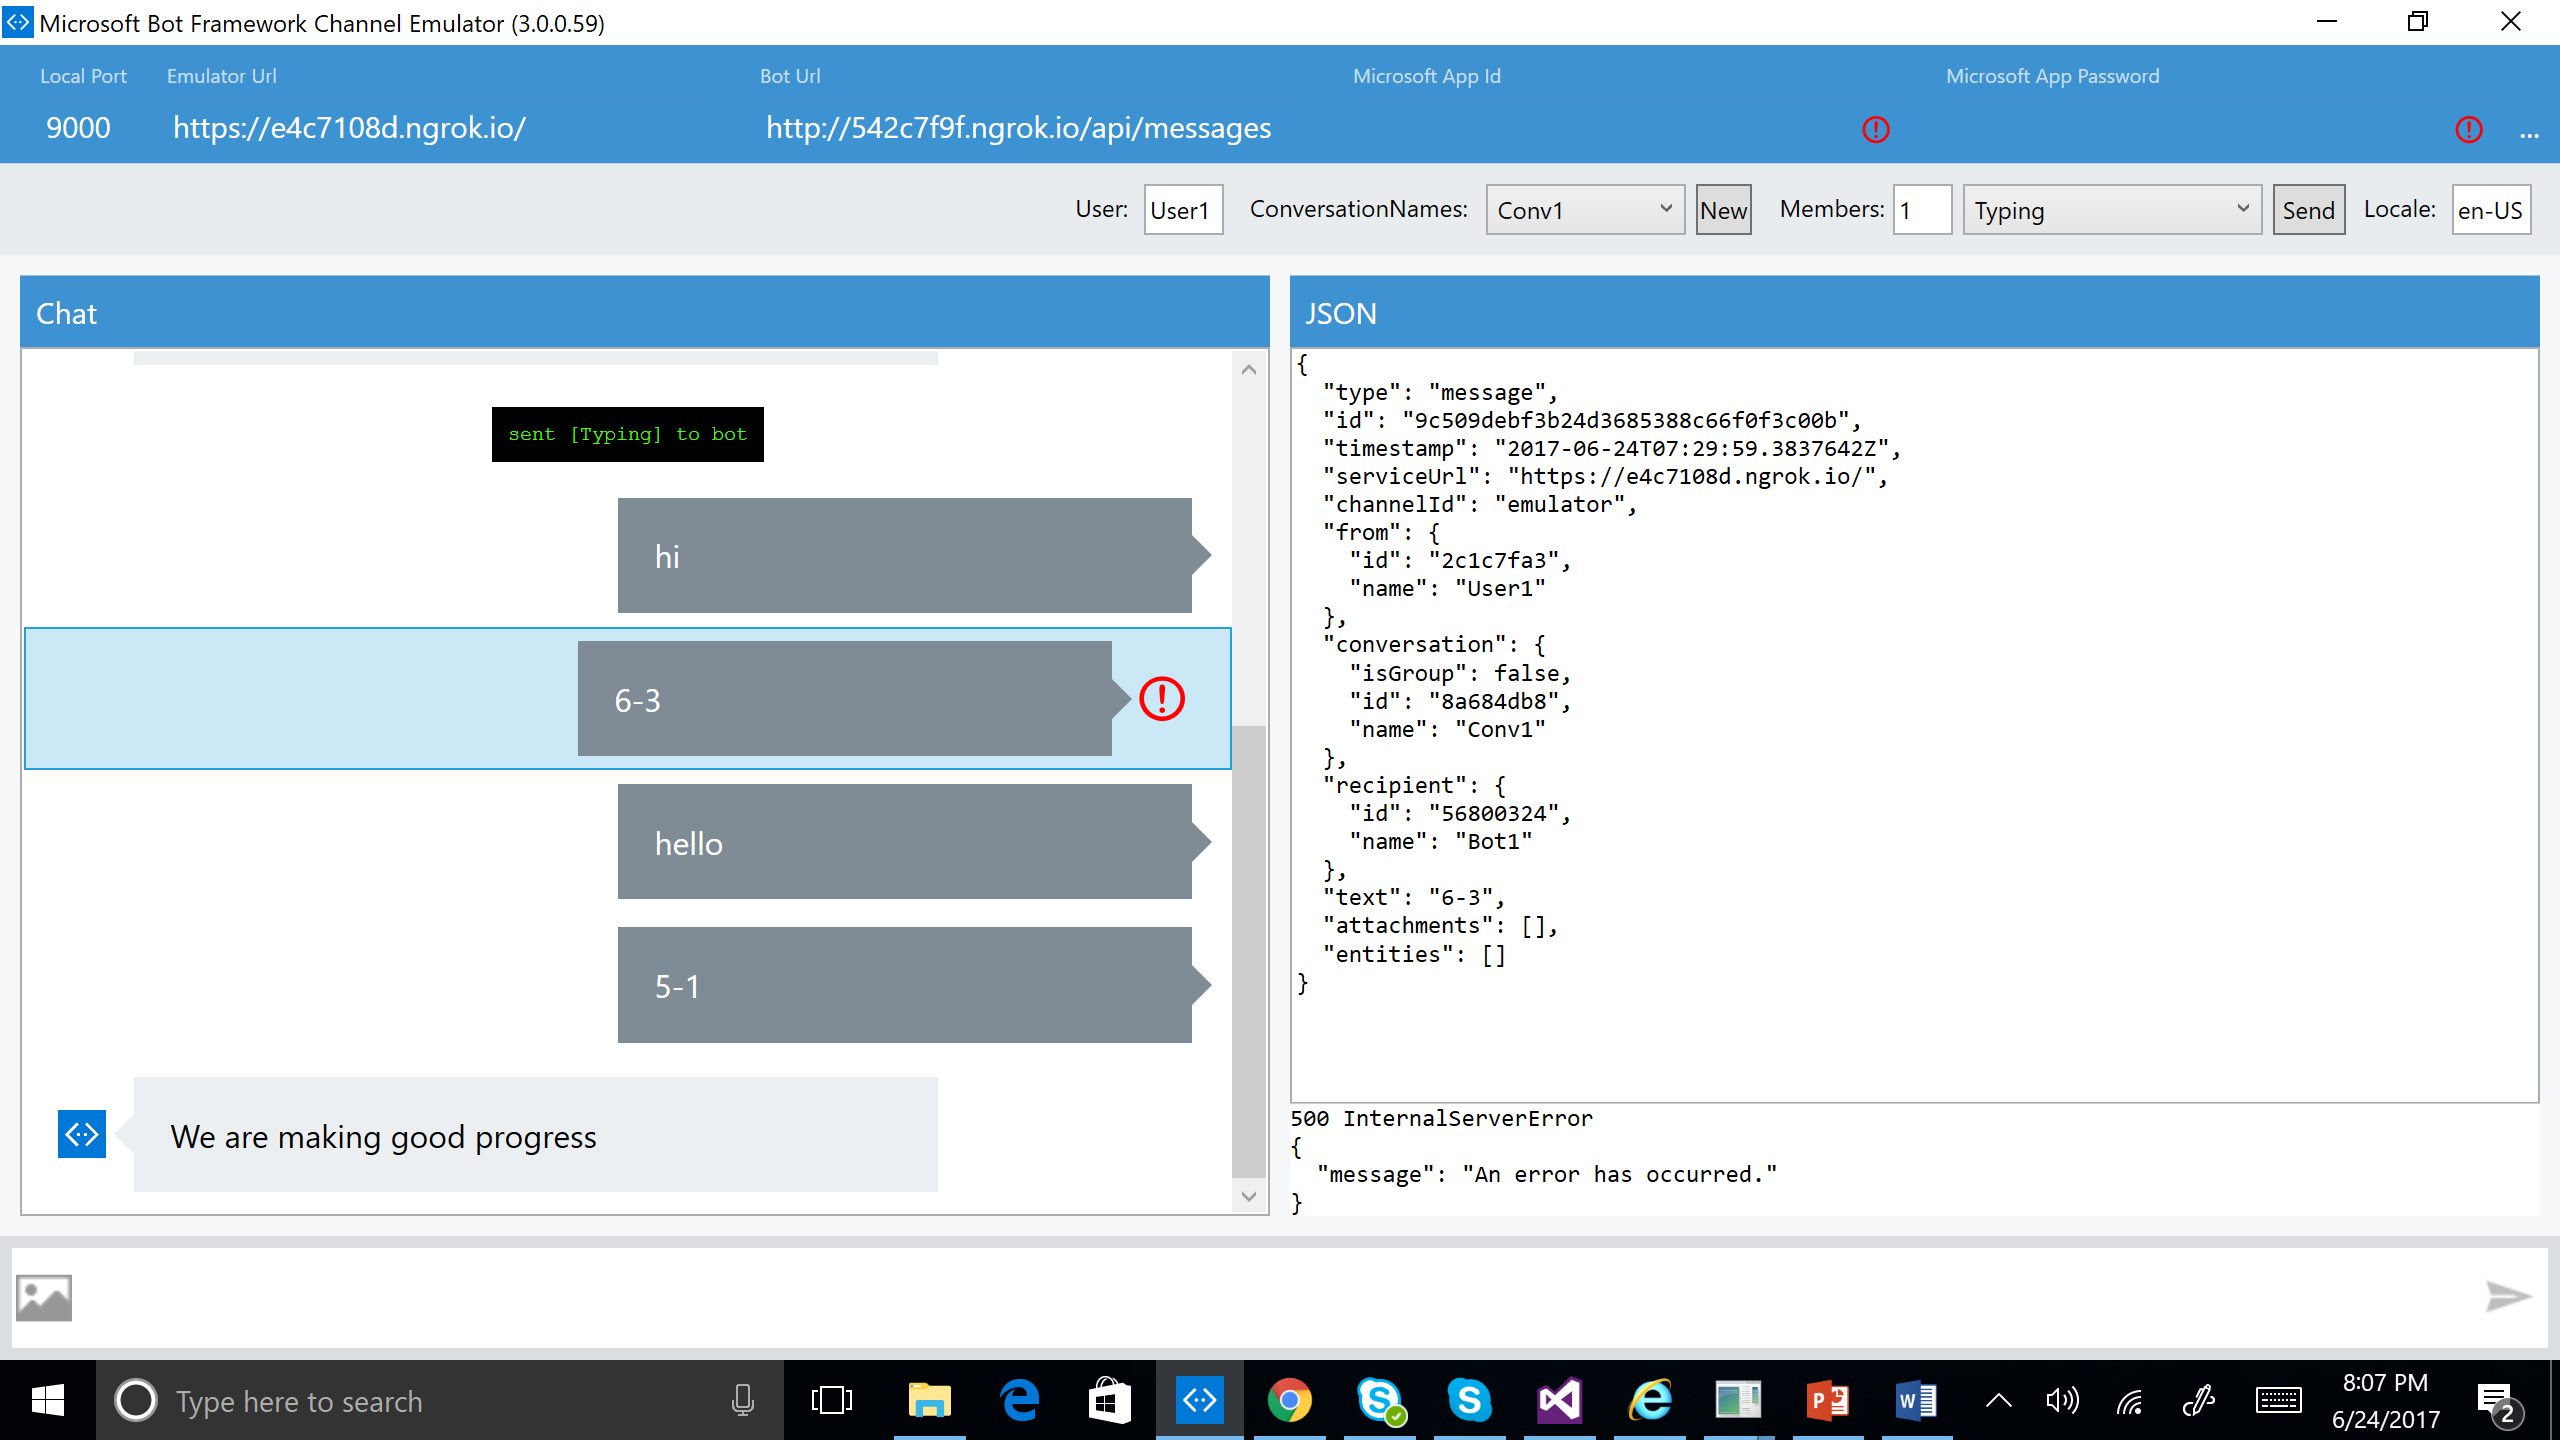 Microsoft Bot Framework Channel Emulator (3.0.0.59)
Local Port Emulator Url Bot Url Microsoft App Id Microsoft App Password
9000 https://e4c7108d.ngrok.io/ http://542c7f9f.ngrok.io/api/messages ...
User: User1 ConversationNames: Conv1 New Members: 1 Typing Send Locale: en-US
Chat
sent [Typing] to bot
hi
6-3
hello
5-1
We are making good progress
JSON
{
"type": "message",
"id": "9c509debf3b24d3685388c66f0f3c00b",
"timestamp": "2017-06-24T07:29:59.3837642Z",
"serviceUrl": "https://e4c7108d.ngrok.io/",
"channelId": "emulator",
"from": {
"id": "2c1c7fa3",
"name": "User1"
},
"conversation": {
"isGroup": false,
"id": "8a684db8",
"name": "Conv1"
},
"recipient": {
"id": "56800324",
"name": "Bot1"
},
"text": "6-3",
"attachments": [],
"entities": []
}
500 InternalServerError
{
"message": "An error has occurred."
}
Type here to search
8:07 PM
6/24/2017
2